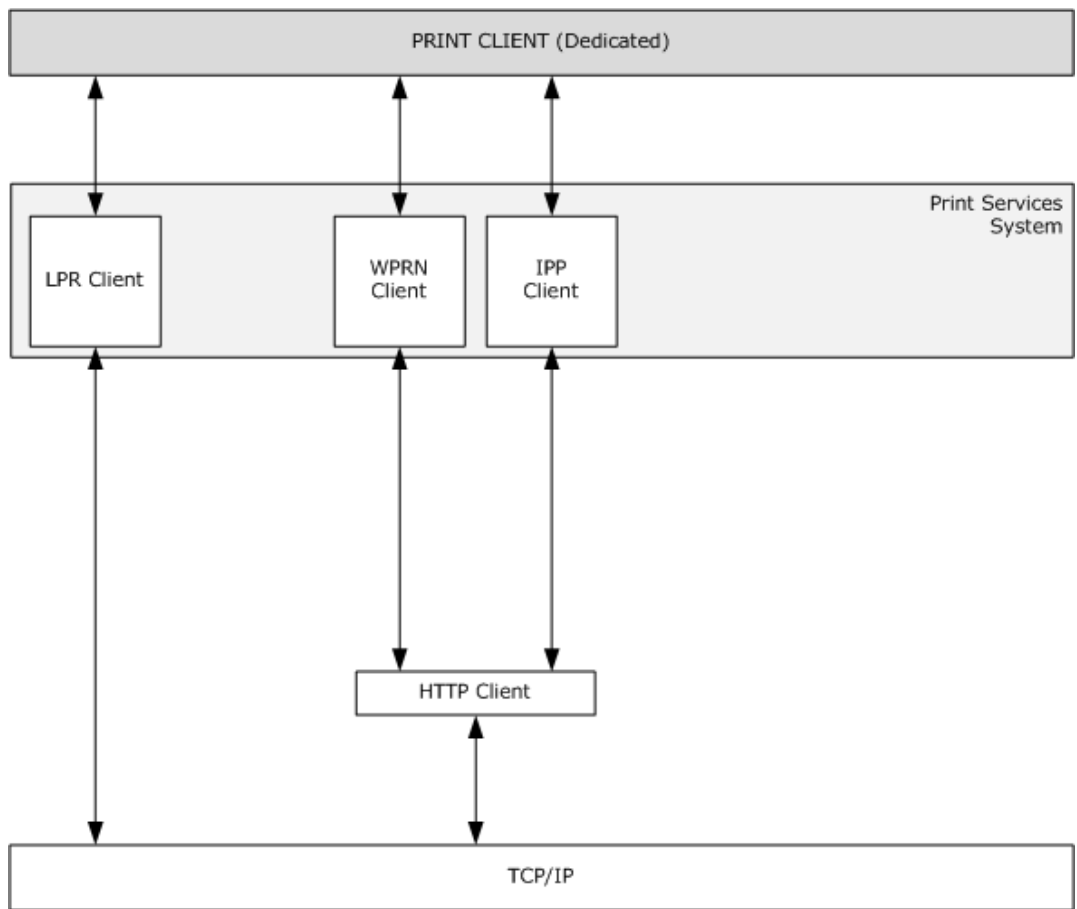 PRINT CLIENT (Dedicated)
Print Services
System
LPR Client
WPRN
Client
IPP
Client
HTTP Client
TCP/IP